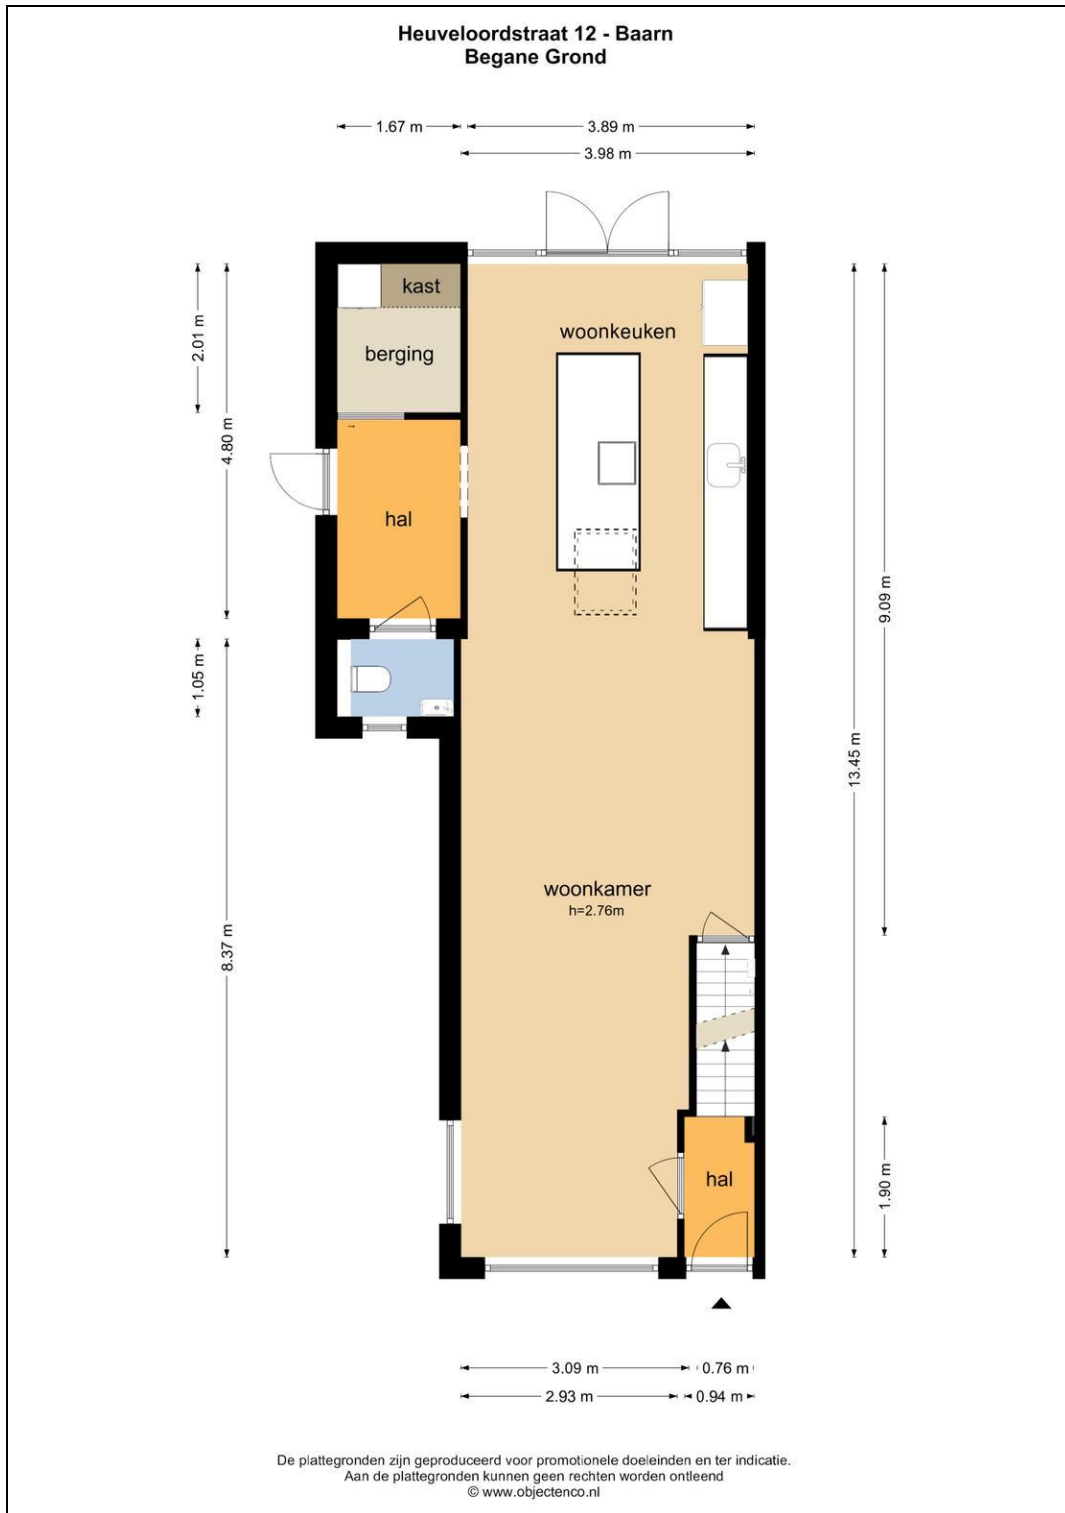 Heuveloordstraat 12 - Baarn
Begane Grond
1.67 m
3.89 m
3.98 m
kast
woonkeuken
berging
2.01 m
4.80 m
hal
9.09 m
1.05 m
13.45 m
woonkamer
h=2.76m
8.37 m
hal
1.90 m
3.09 m
0.76 m
2.93 m
0.94 m
De plattegronden zijn geproduceerd voor promotionele doeleinden en ter indicatie.
Aan de plattegronden kunnen geen rechten worden ontleend
© www.objectenco.nl